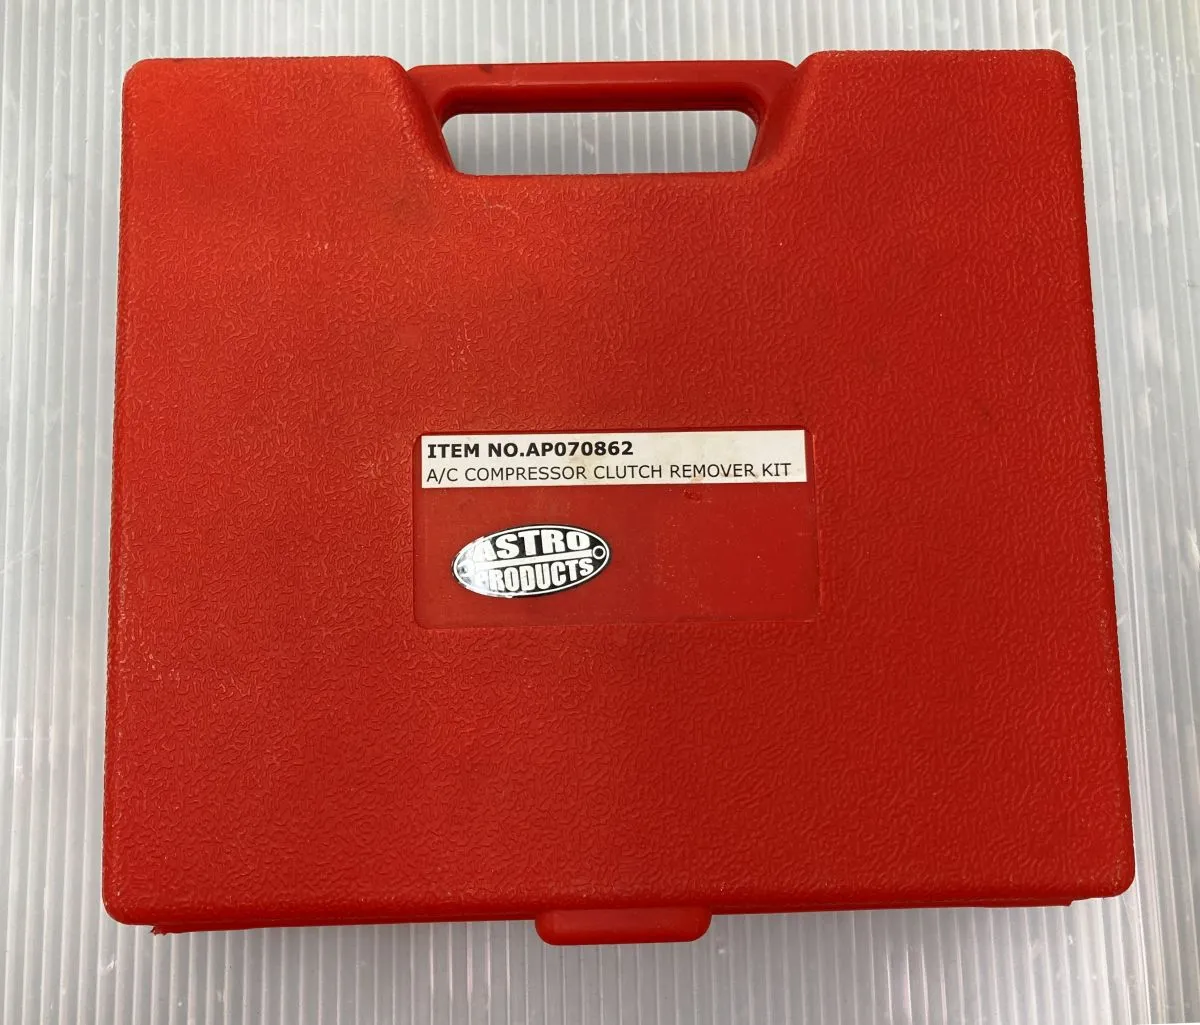 ITEM NO.AP070862
A/C COMPRESSOR CLUTCH REMOVER KIT
ASTRO
PRODUCTS